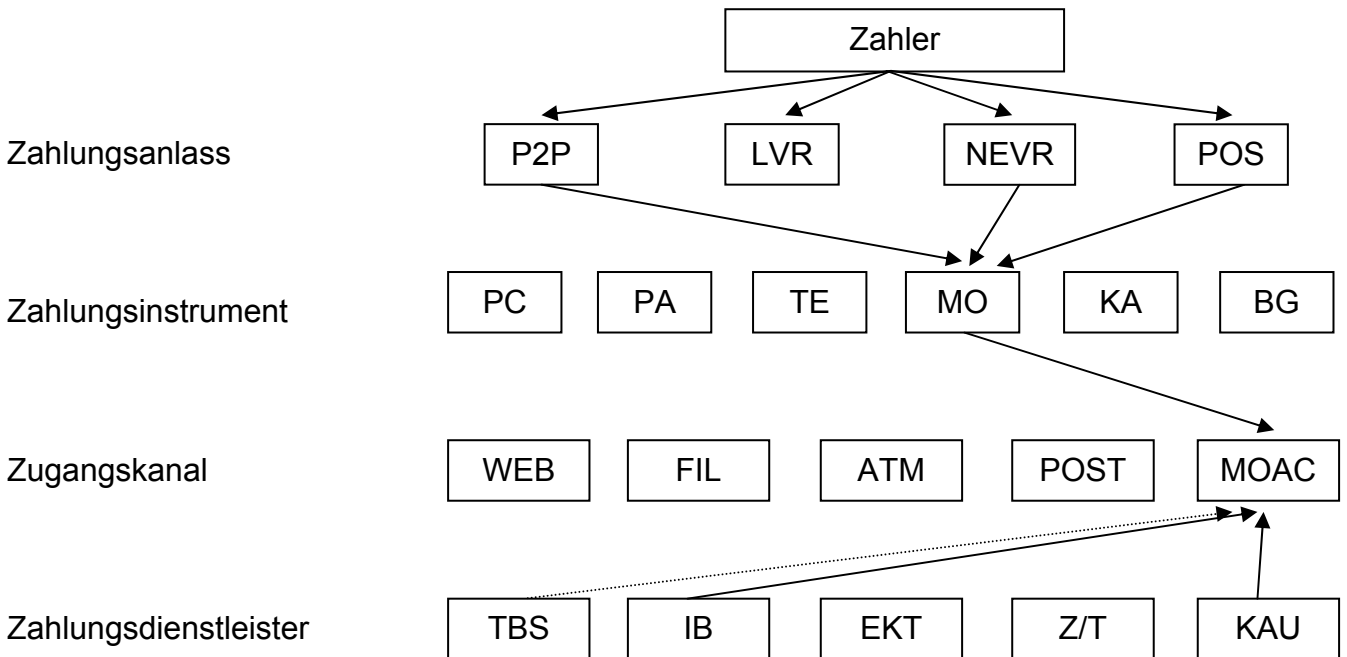 Zahler
Zahlungsanlass P2P LVR NEVR POS
Zahlungsinstrument PC PA TE MO KA BG
Zugangskanal WEB FIL ATM POST MOAC
Zahlungsdienstleister TBS IB EKT Z/T KAU